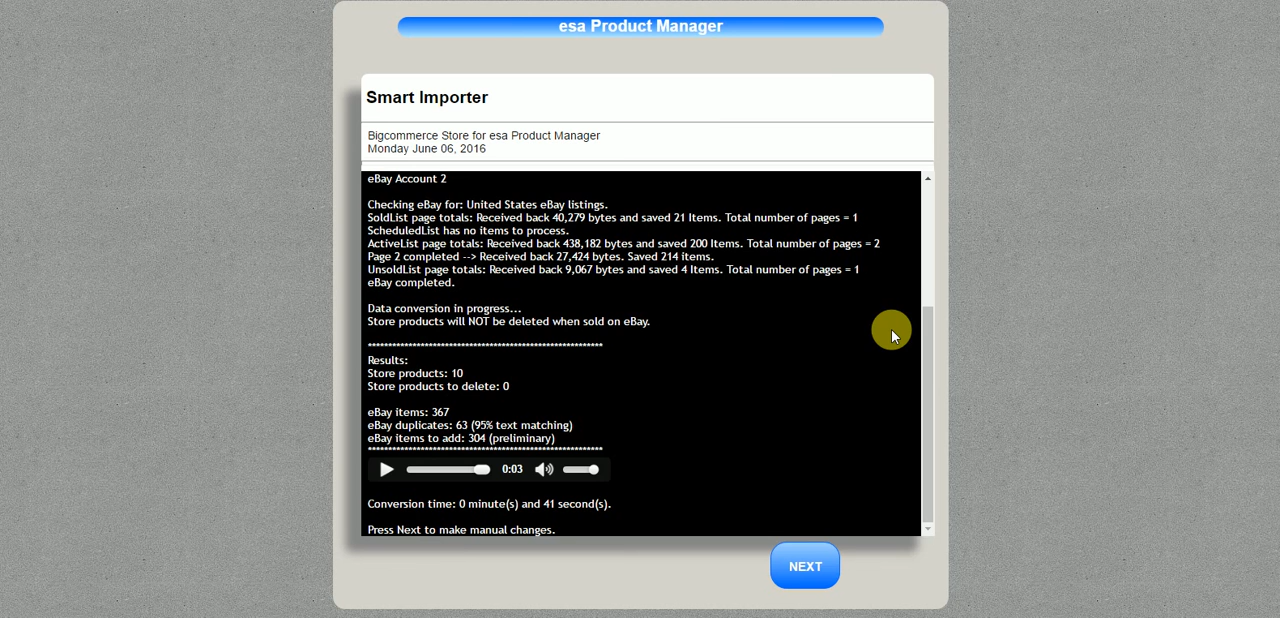 esa Product Manager
Smart Importer
Bigcommerce Store for esa Product Manager
Monday June 06, 2016
eBay Account 2
Checking eBay for: United States eBay listings.
SoldList page totals: Received back 40,279 bytes and saved 21 Items. Total number of pages = 1
ScheduledList has no items to process.
ActiveList page totals: Received back 438,182 bytes and saved 200 Items. Total number of pages = 2
Page 2 completed --> Received back 27,424 bytes. Saved 214 items.
UnsoldList page totals: Received back 9,067 bytes and saved 4 Items. Total number of pages = 1
eBay completed.
Data conversion in progress...
Store products will NOT be deleted when sold on eBay.
************************************************************
Results:
Store products: 10
Store products to delete: 0
eBay items: 367
eBay duplicates: 63 (95% text matching)
eBay items to add: 304 (preliminary)
************************************************************
0:03
Conversion time: 0 minute(s) and 41 second(s).
Press Next to make manual changes.
NEXT